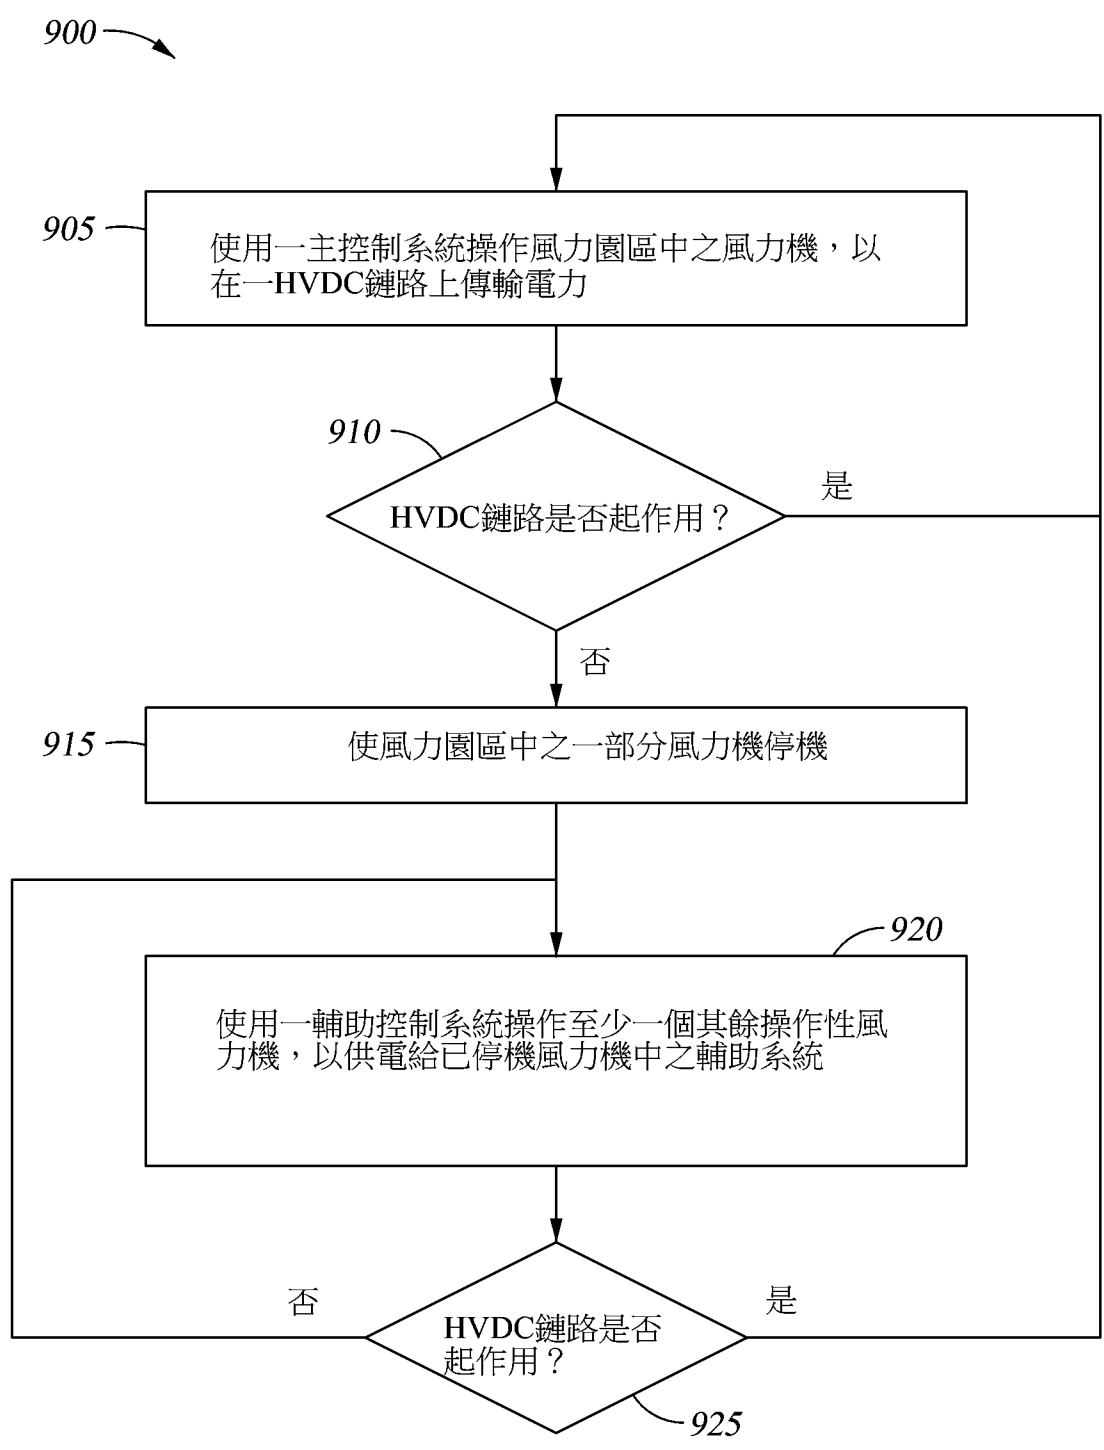 900
905
使用一主控制系統操作風力園區中之風力機，以
在一HVDC鏈路上傳輸電力
910
HVDC鏈路是否起作用？
是
否
915
使風力園區中之一部分風力機停機
920
使用一輔助控制系統操作至少一個其餘操作性風
力機，以供電給已停機風力機中之輔助系統
否
HVDC鏈路是否
起作用？
是
925